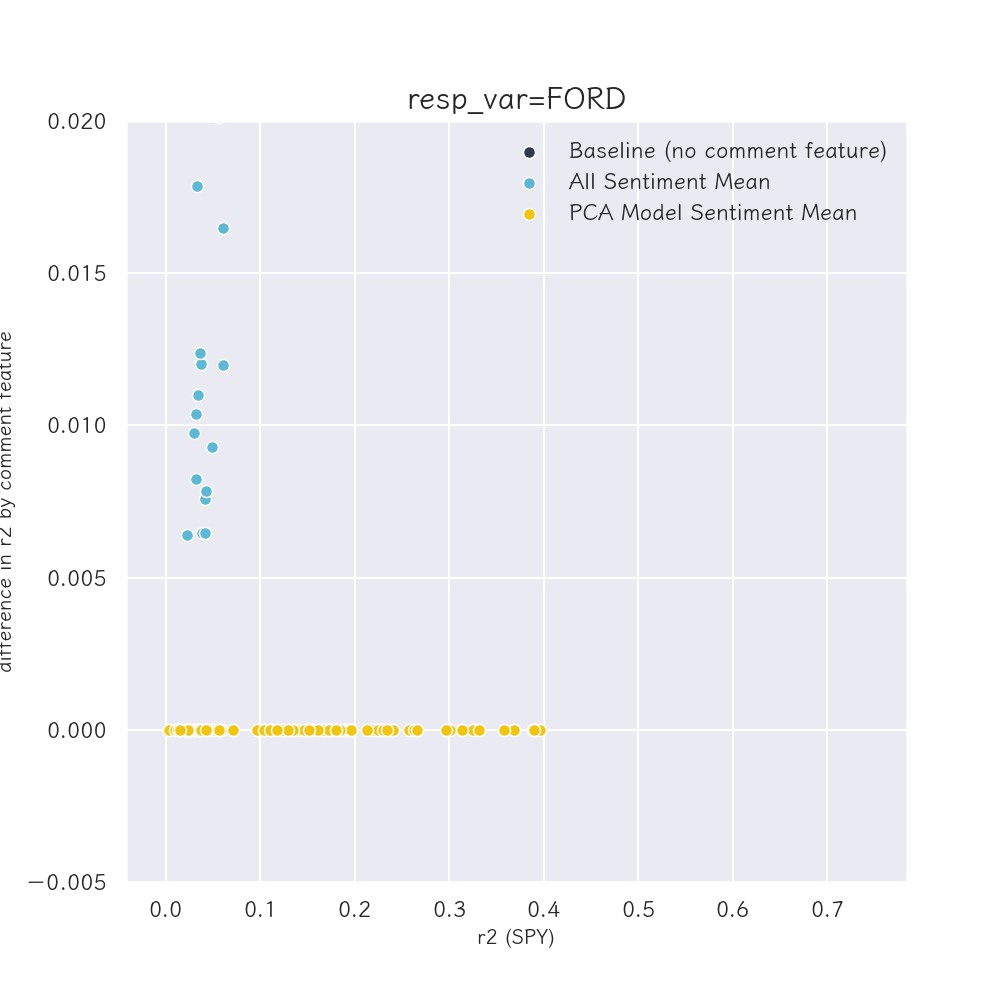 resp_var=FORD
0.020
0.015
0.010
0.005
0.000
−0.005
difference in r2 by comment feature
Baseline (no comment feature)
All Sentiment Mean
PCA Model Sentiment Mean
0.0 0.1 0.2 0.3 0.4 0.5 0.6 0.7
r2 (SPY)